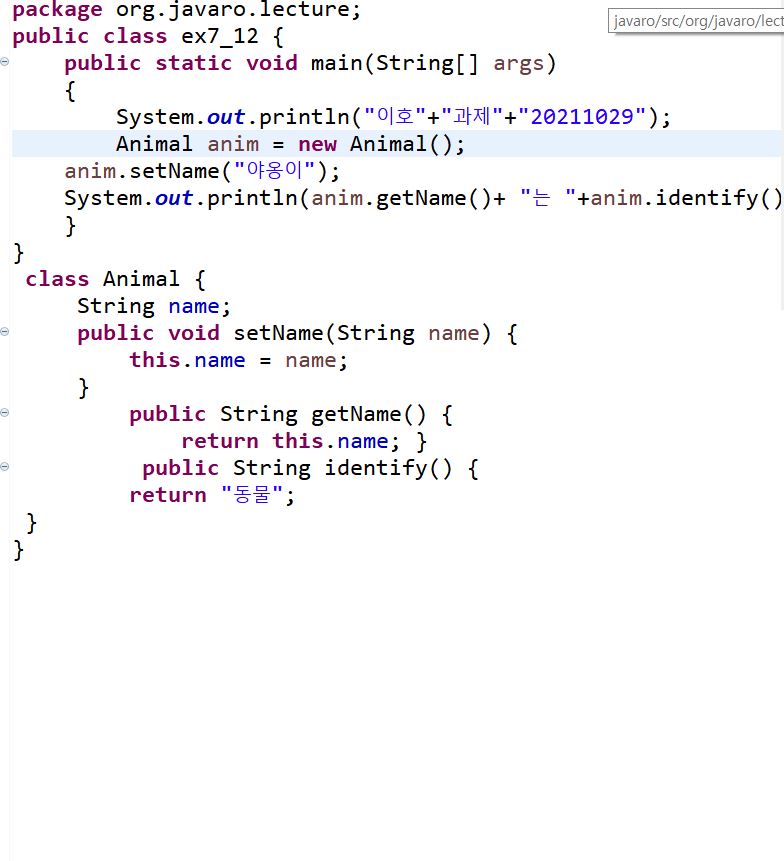 package org.javaro.lecture;
javaro/src/org/javaro/lect
public class ex7_12 {
public static void main(String[] args)
{
System.out.println("이호"+"과제"+"20211029");
Animal anim = new Animal();
anim.setName("야옹이");
System.out.println(anim.getName()+ "는 "+anim.identify()
}
}
class Animal {
String name;
public void setName(String name) {
this.name = name;
}
public String getName() {
return this.name; }
public String identify() {
return "동물";
}
}